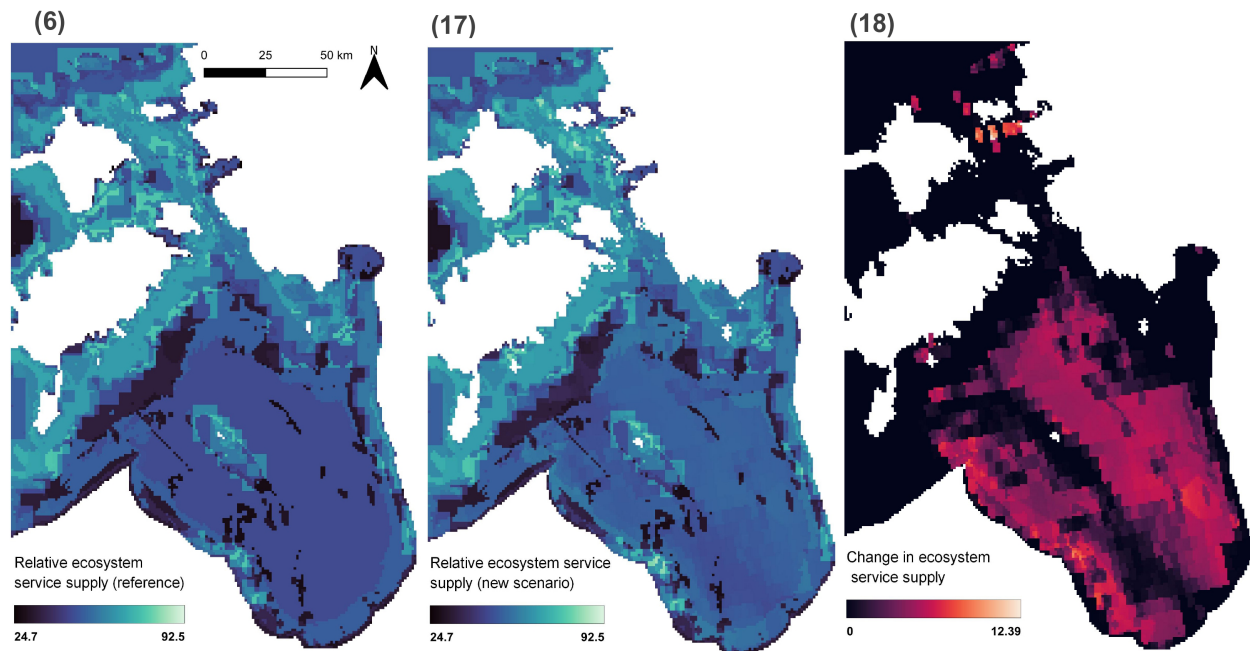 (6)
(17)
(18)
0 25 50 km
N
Relative ecosystem
service supply (reference)
24.7 92.5
Relative ecosystem service
supply (new scenario)
24.7 92.5
Change in ecosystem
service supply
0 12.39